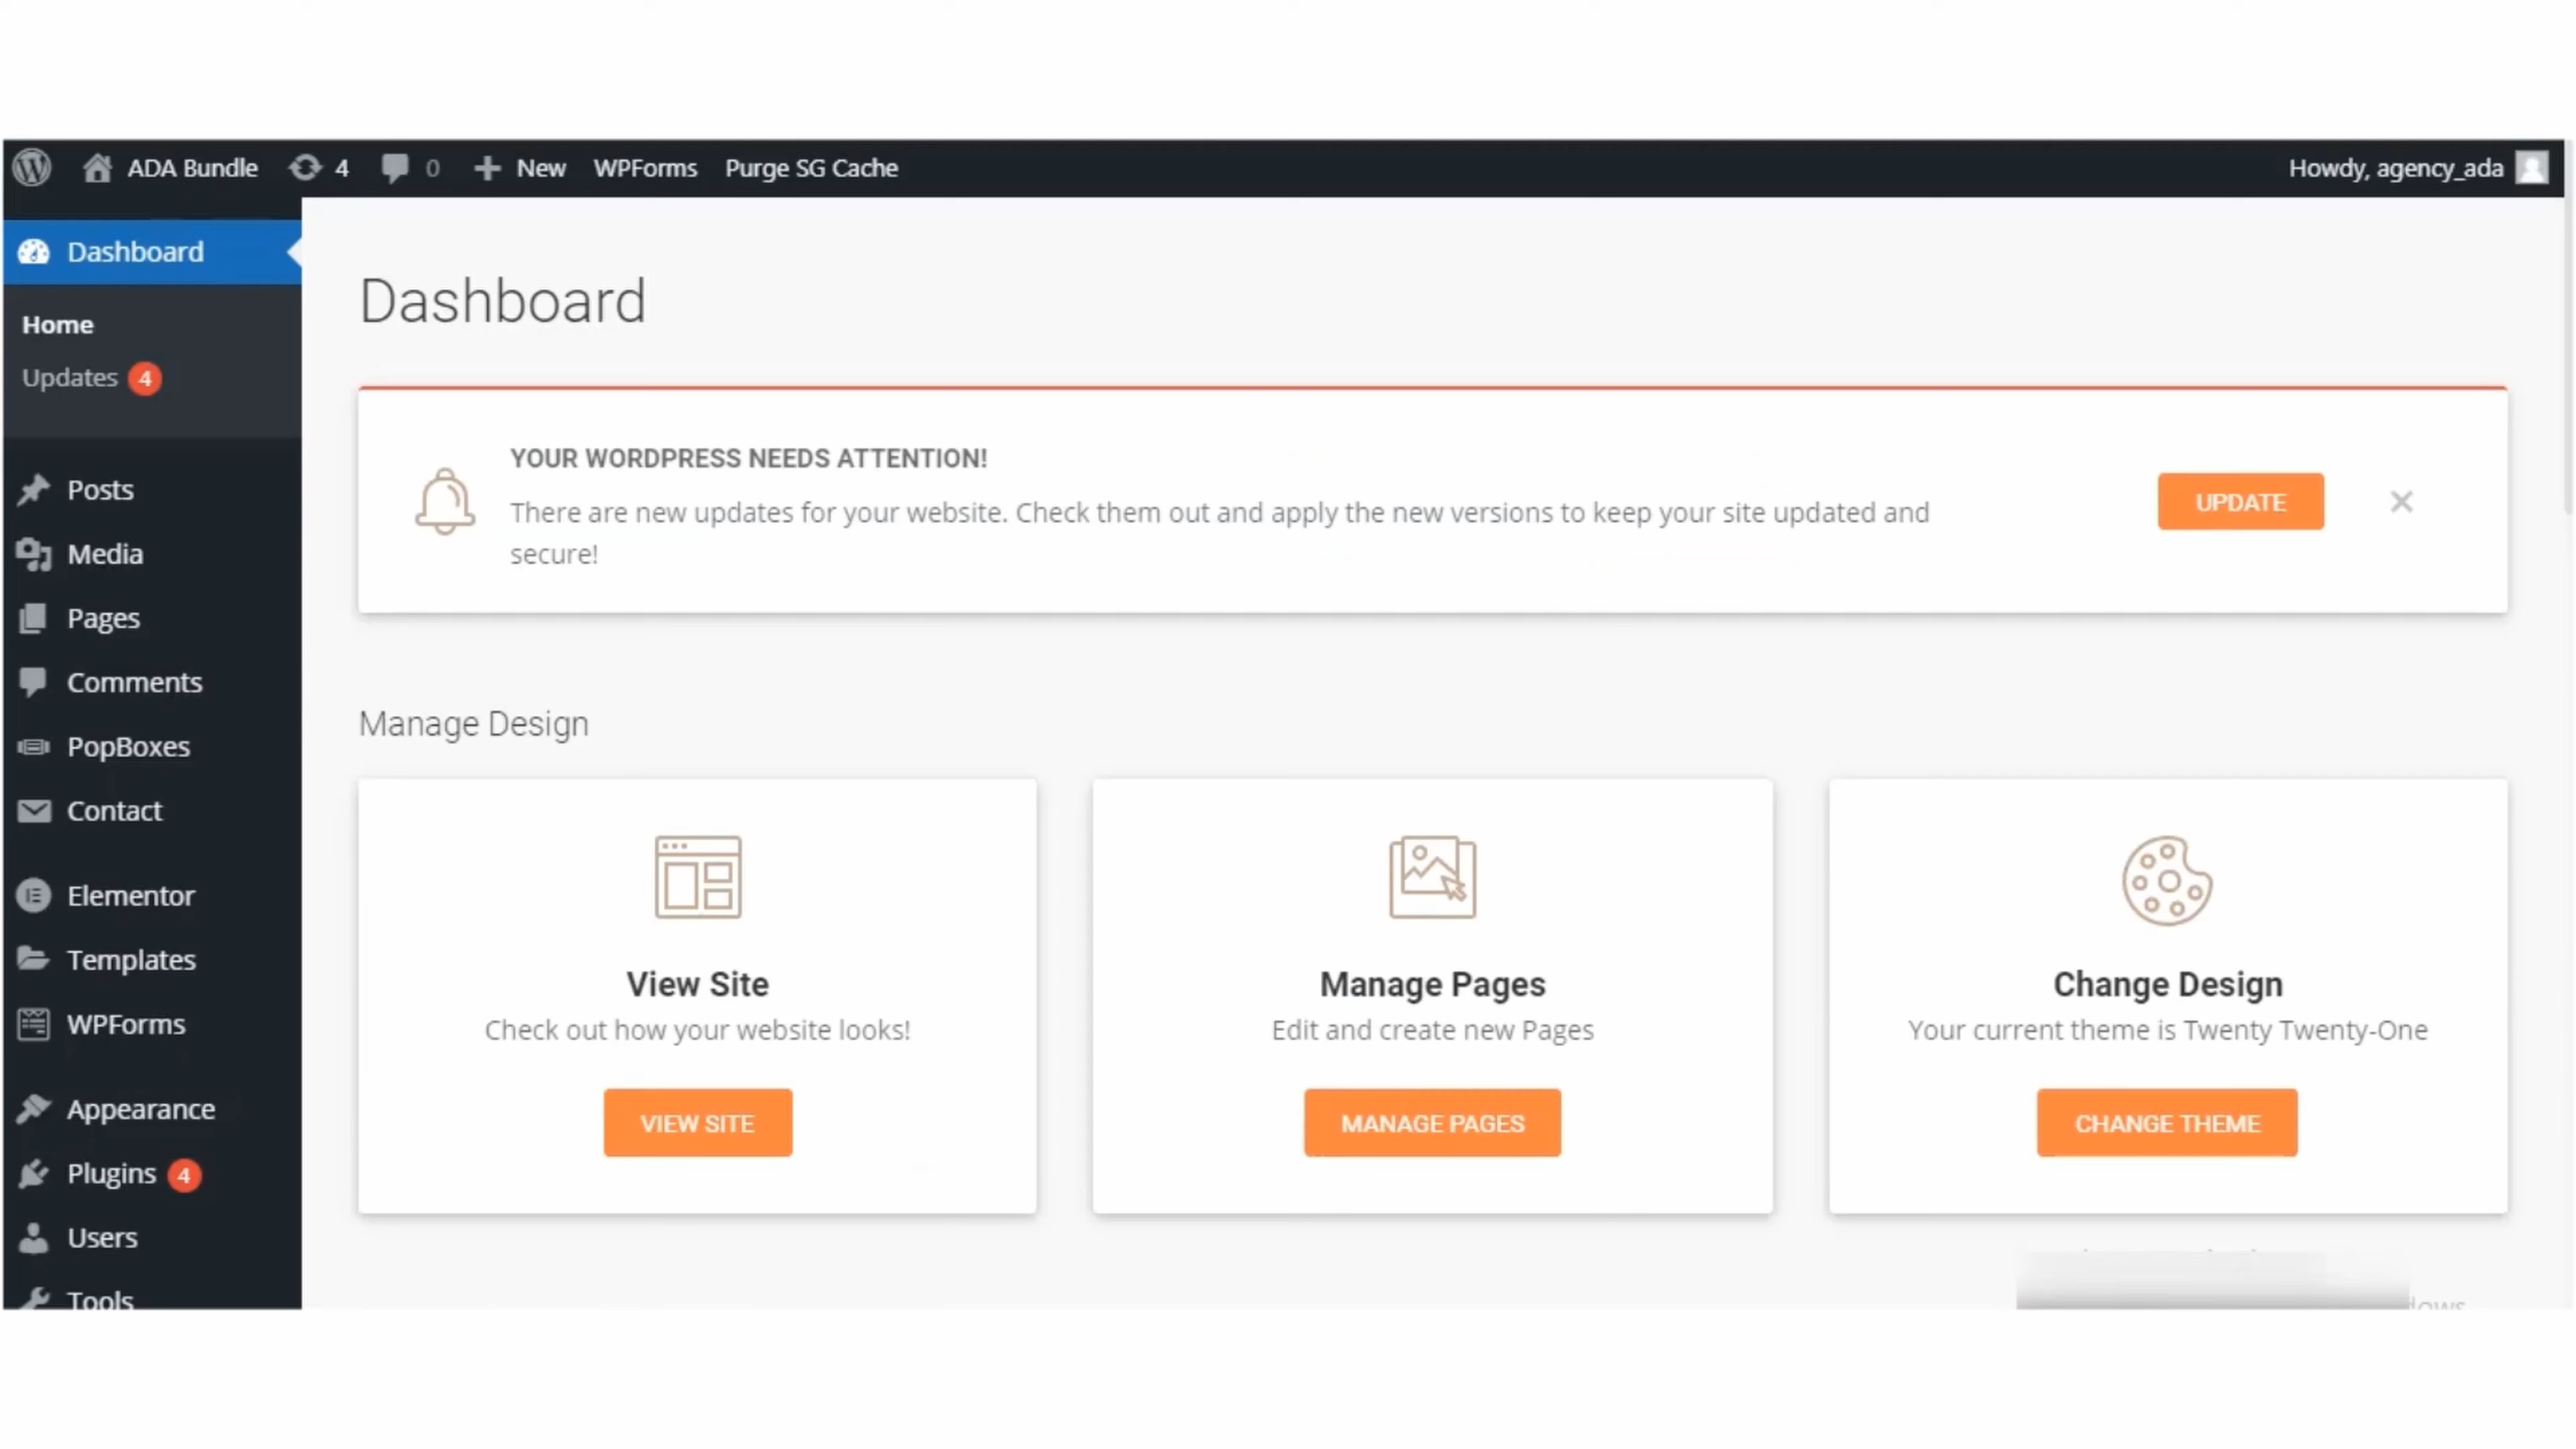 ADA Bundle 4 0 New WPForms Purge SG Cache Howdy, agency_ada
Dashboard
Home
Updates 4
Posts
Media
Pages
Comments
PopBoxes
Contact
Elementor
Templates
WPForms
Appearance
Plugins 4
Users
Tools
Dashboard
YOUR WORDPRESS NEEDS ATTENTION!
There are new updates for your website. Check them out and apply the new versions to keep your site updated and
secure!
UPDATE
Manage Design
View Site
Check out how your website looks!
VIEW SITE
Manage Pages
Edit and create new Pages
MANAGE PAGES
Change Design
Your current theme is Twenty Twenty-One
CHANGE THEME